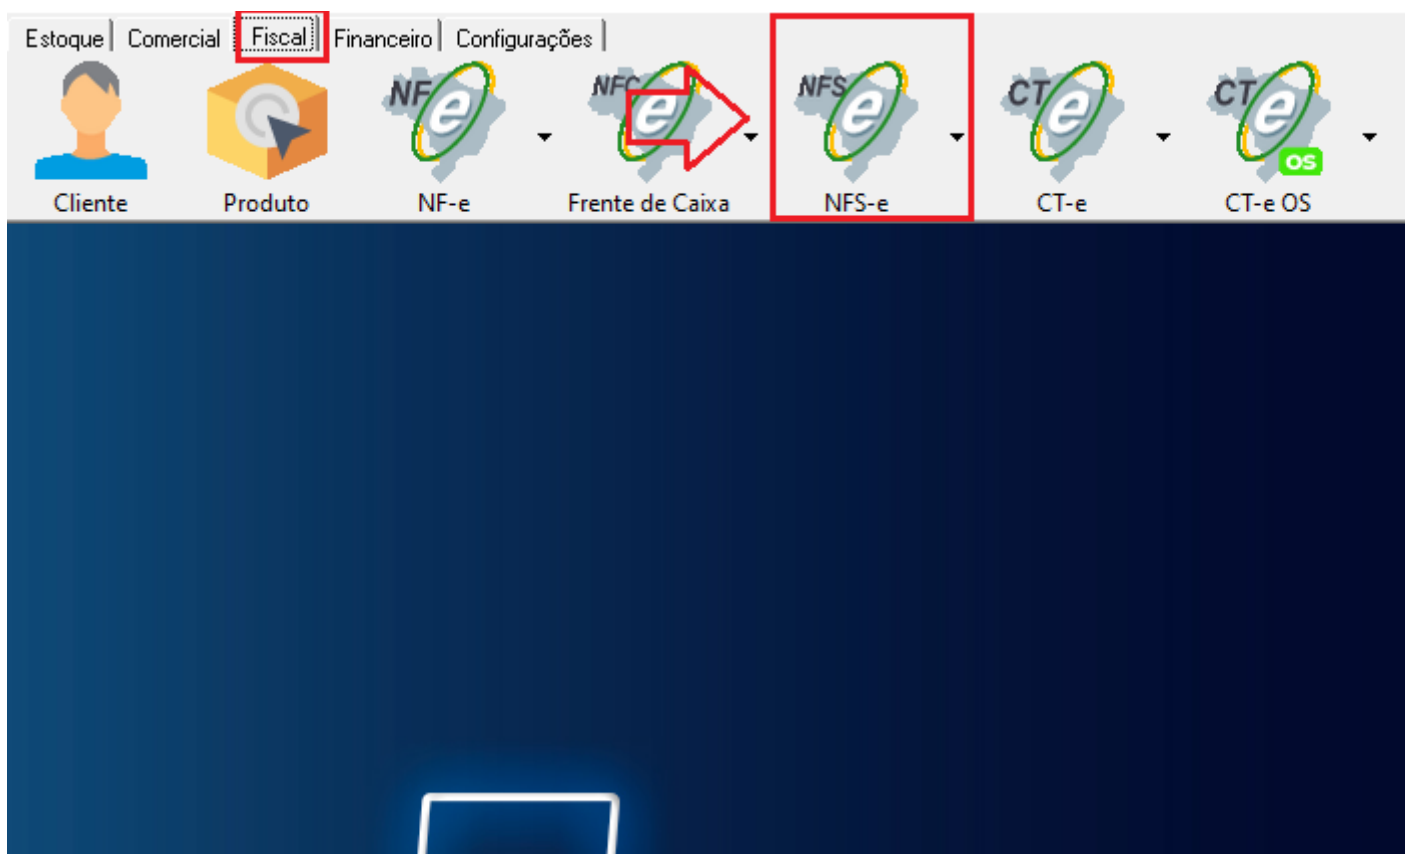 Estoque Comercial Fiscal Financeiro Configurações
NF e NFC e NFS e CT e CT e os
Cliente Produto NF-e Frente de Caixa NFS-e CT-e CT-e OS